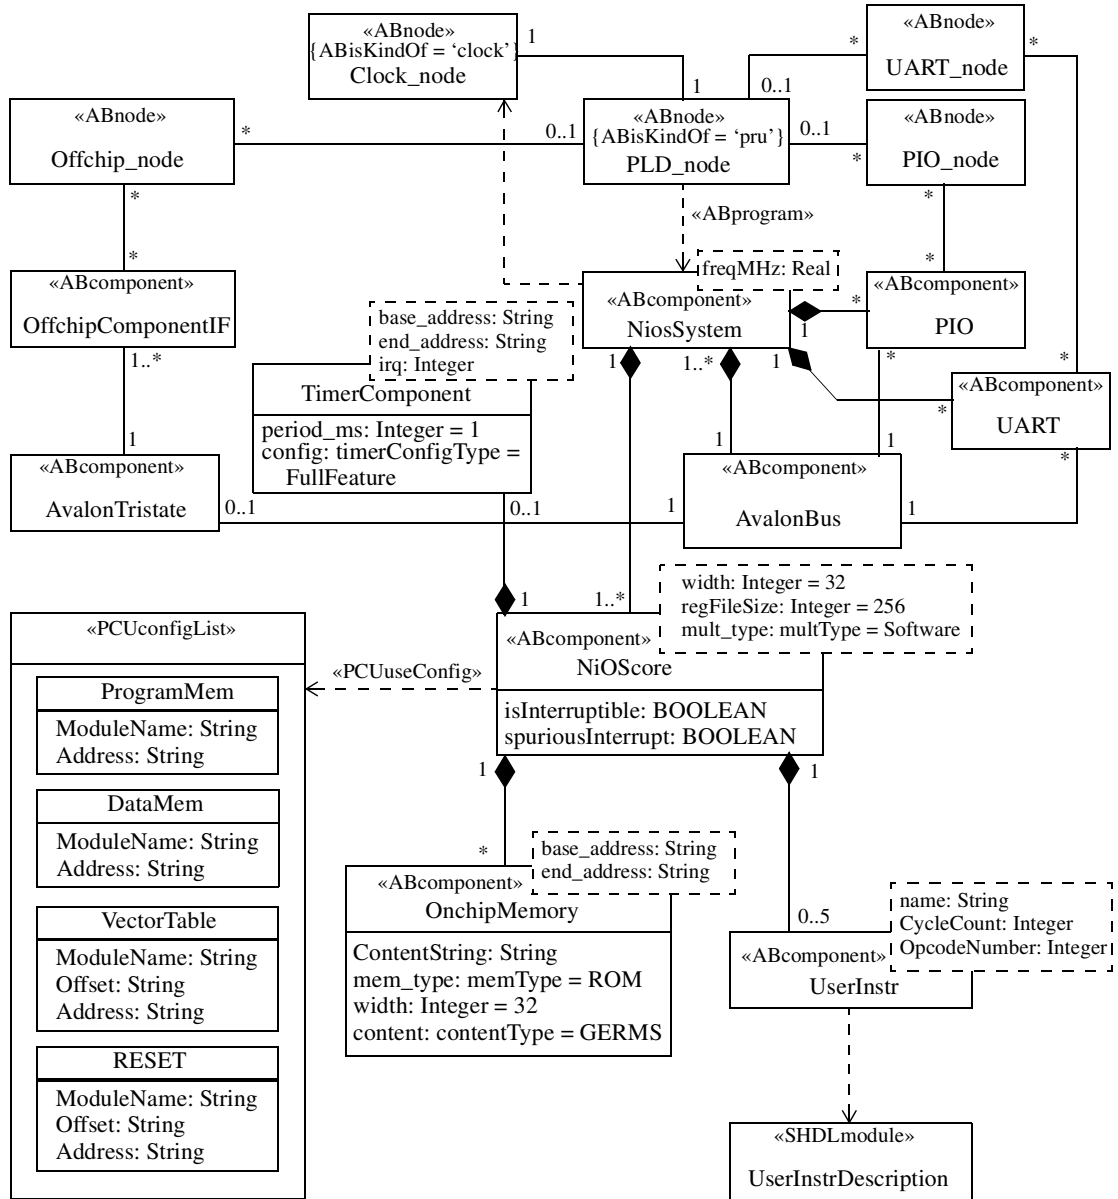 «ABnode»
{ABisKindOf = ‘clock’}
Clock_node
1
1
«ABnode»
UART_node
*
*
0..1
«ABnode»
Offchip_node
*
0..1
«ABnode»
{ABisKindOf = ‘pru’}
PLD_node
0..1
*
«ABnode»
PIO_node
*
*
«ABprogram»
*
*
«ABcomponent»
OffchipComponentIF
1..*
freqMHz: Real
«ABcomponent»
NiosSystem
1
1..*
1
1
*
«ABcomponent»
PIO
*
*
«ABcomponent»
UART
*
*
base_address: String
end_address: String
irq: Integer
TimerComponent
period_ms: Integer = 1
config: timerConfigType =
FullFeature
1
«ABcomponent»
AvalonTristate
0..1
0..1
1
1
1
«ABcomponent»
AvalonBus
1
width: Integer = 32
regFileSize: Integer = 256
mult_type: multType = Software
1
1..*
«ABcomponent»
NiOScore
isInterruptible: BOOLEAN
spuriousInterrupt: BOOLEAN
«PCUuseConfig»
«PCUconfigList»
ProgramMem
ModuleName: String
Address: String
DataMem
ModuleName: String
Address: String
VectorTable
ModuleName: String
Offset: String
Address: String
RESET
ModuleName: String
Offset: String
Address: String
1
1
*
base_address: String
end_address: String
«ABcomponent»
OnchipMemory
ContentString: String
mem_type: memType = ROM
width: Integer = 32
content: contentType = GERMS
0..5
name: String
CycleCount: Integer
OpcodeNumber: Integer
«ABcomponent»
UserInstr
«SHDLmodule»
UserInstrDescription